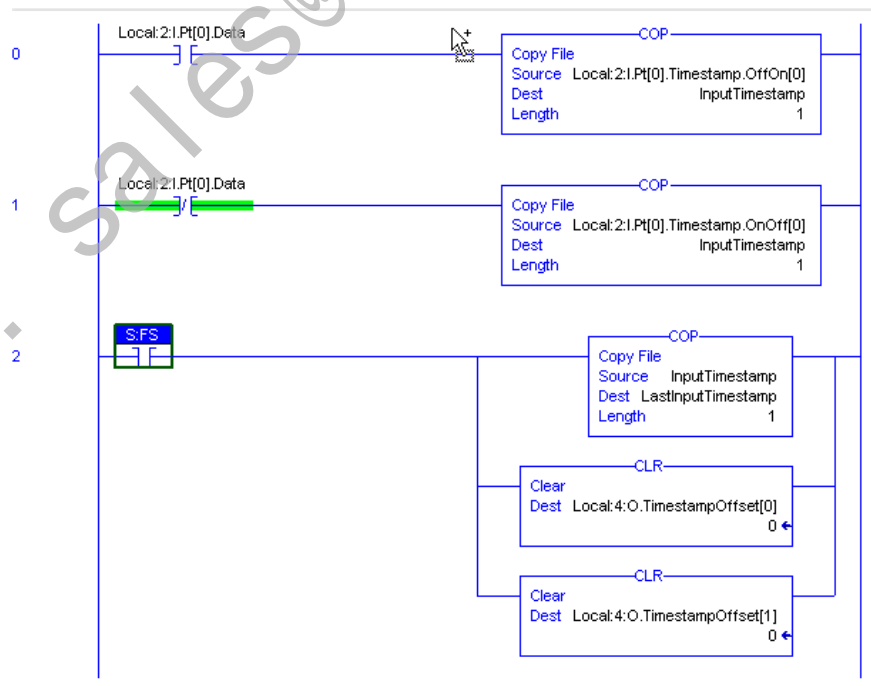 sales@
0
Local:2:I.Pt[0].Data
COP
Copy File
Source Local:2:I.Pt[0].Timestamp.OffOn[0]
Dest InputTimestamp
Length 1
1
Local:2:I.Pt[0].Data
COP
Copy File
Source Local:2:I.Pt[0].Timestamp.OnOff[0]
Dest InputTimestamp
Length 1
2
S:FS
COP
Copy File
Source InputTimestamp
Dest LastInputTimestamp
Length 1
CLR
Clear
Dest Local:4:O.TimestampOffset[0]
0
CLR
Clear
Dest Local:4:O.TimestampOffset[1]
0